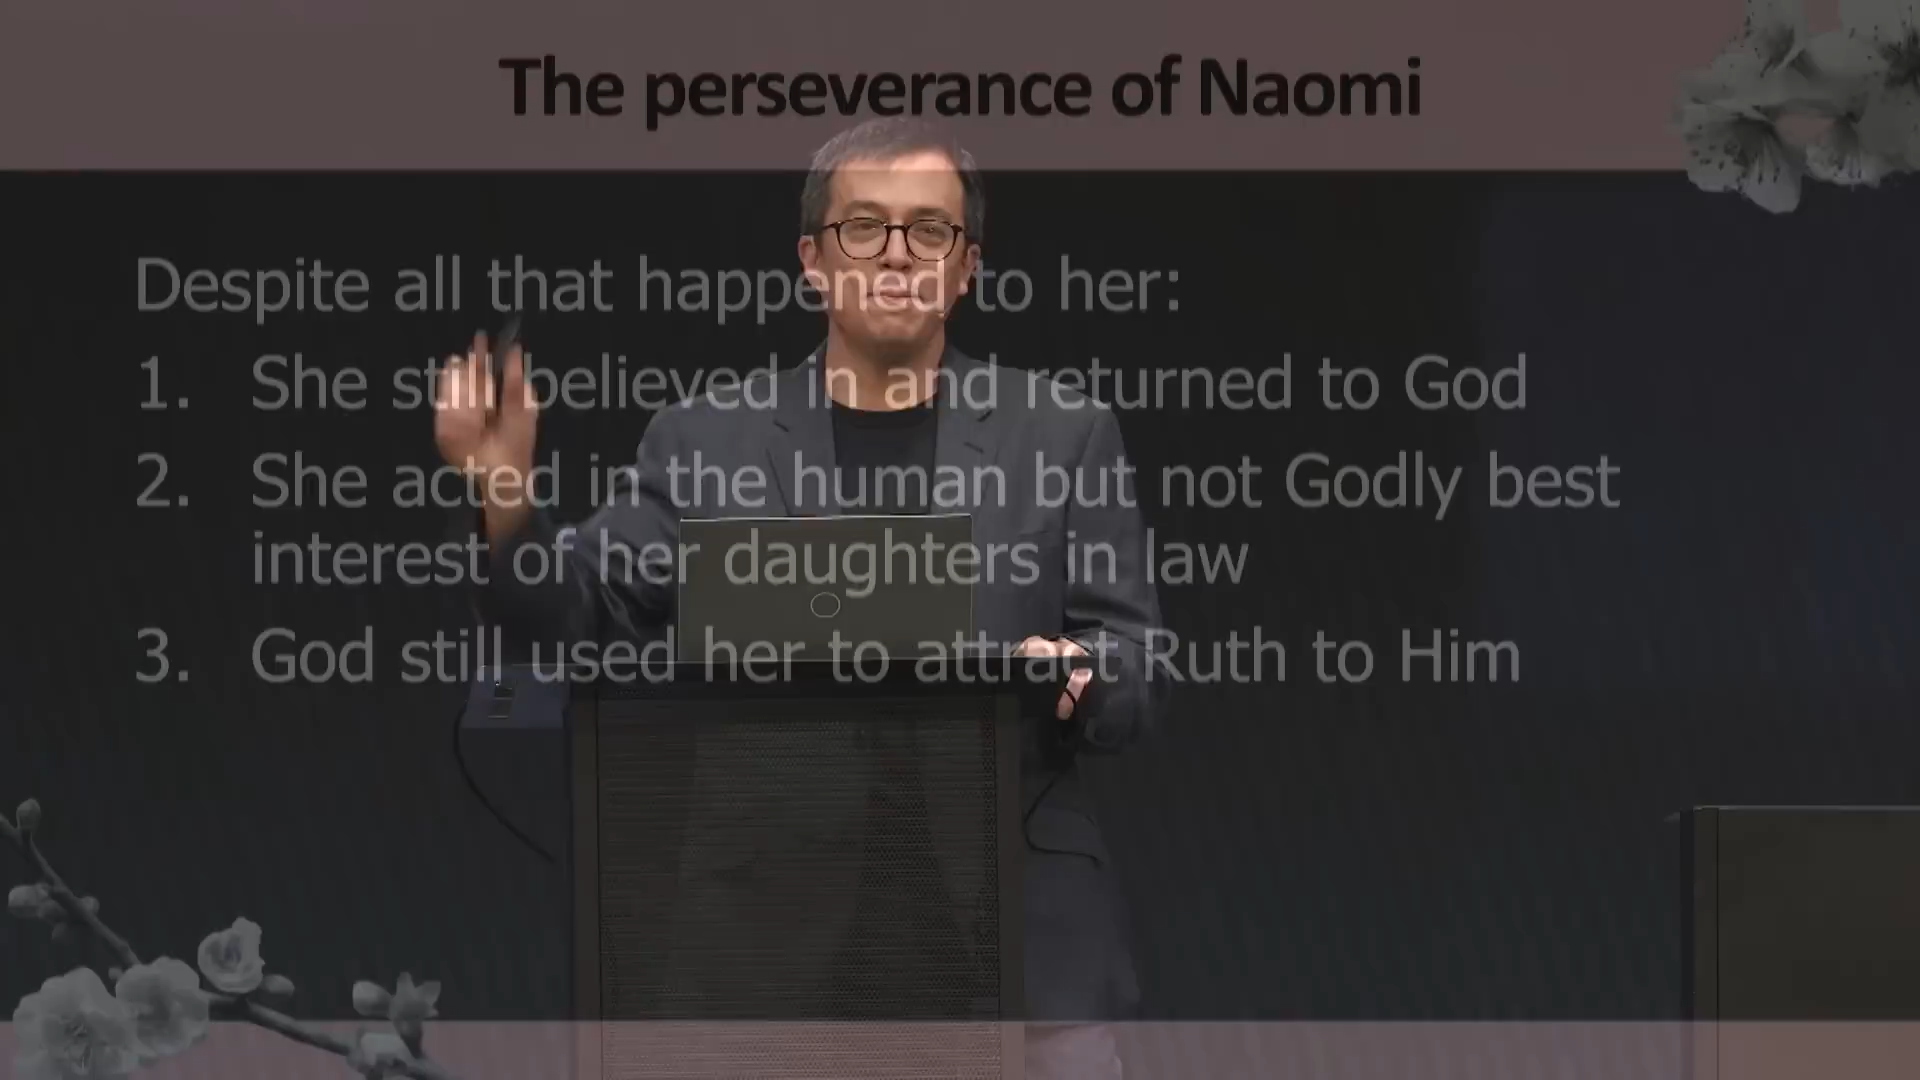 The perseverance of Naomi
Despite all that happened to her:
1. She still believed in and returned to God
2. She acted in the human but not Godly best
interest of her daughters in law
3. God still used her to attract Ruth to Him